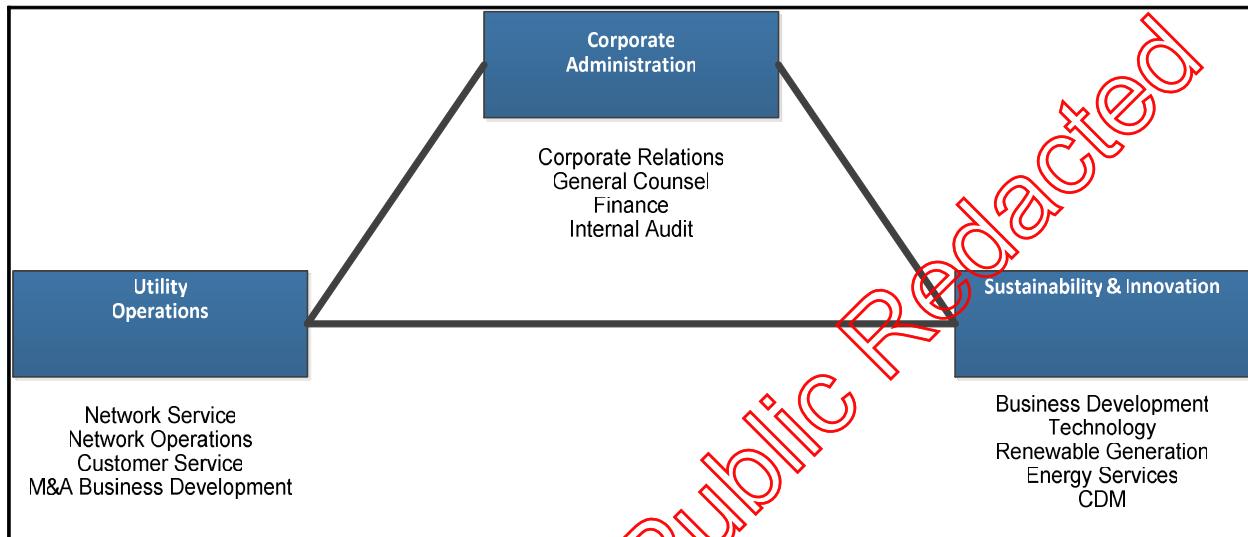 Corporate
Administration
Corporate Relations
General Counsel
Finance
Internal Audit
Utility
Operations
Sustainability & Innovation
Network Service
Network Operations
Customer Service
M&A Business Development
Business Development
Technology
Renewable Generation
Energy Services
CDM
Public Redacted